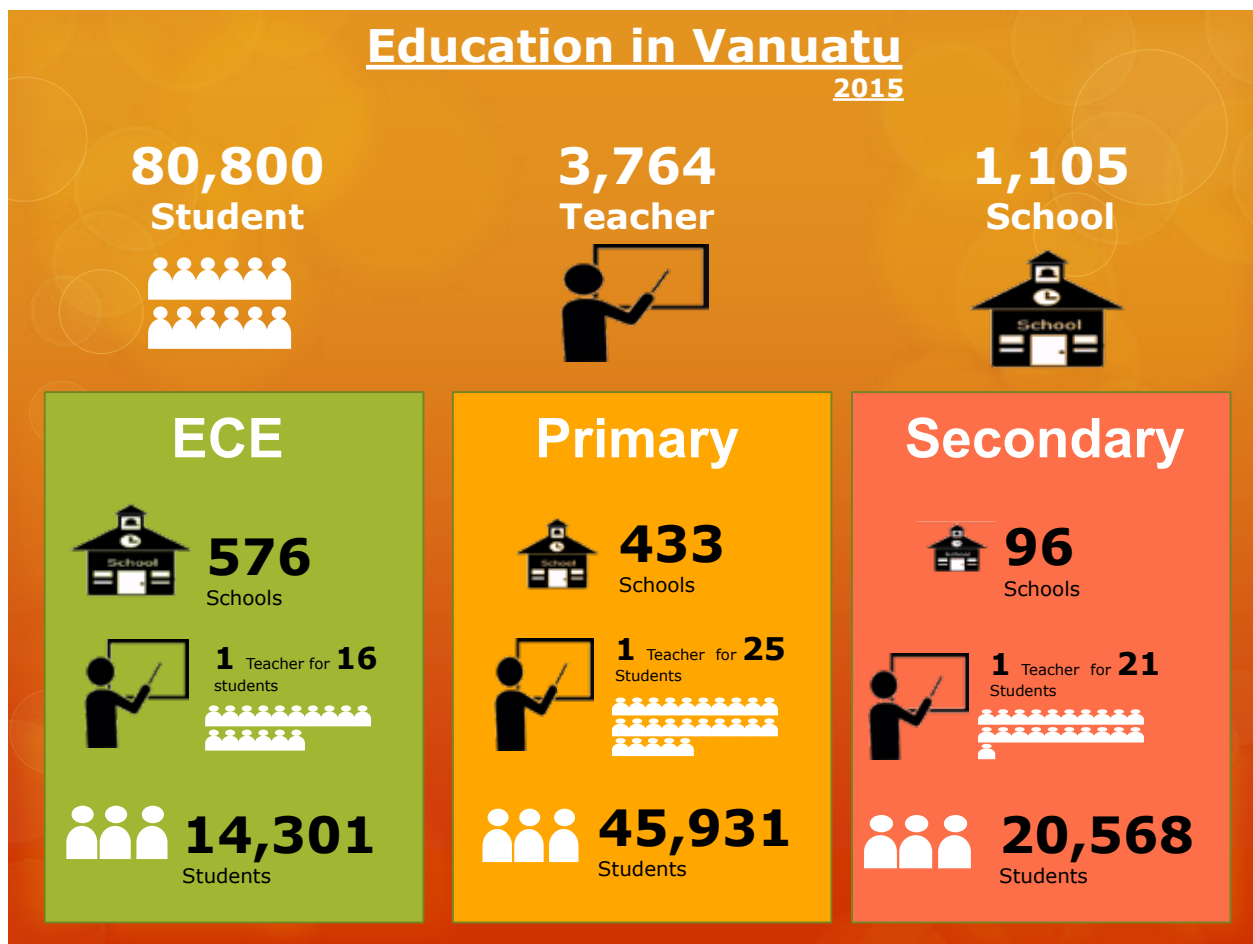 Education in Vanuatu
2015
80,800
Student
3,764
Teacher
1,105
School
School
ECE
School
576
Schools
1 Teacher for 16
students
14,301
Students
Primary
School
433
Schools
1 Teacher for 25
Students
45,931
Students
Secondary
School
96
Schools
1 Teacher for 21
Students
20,568
Students